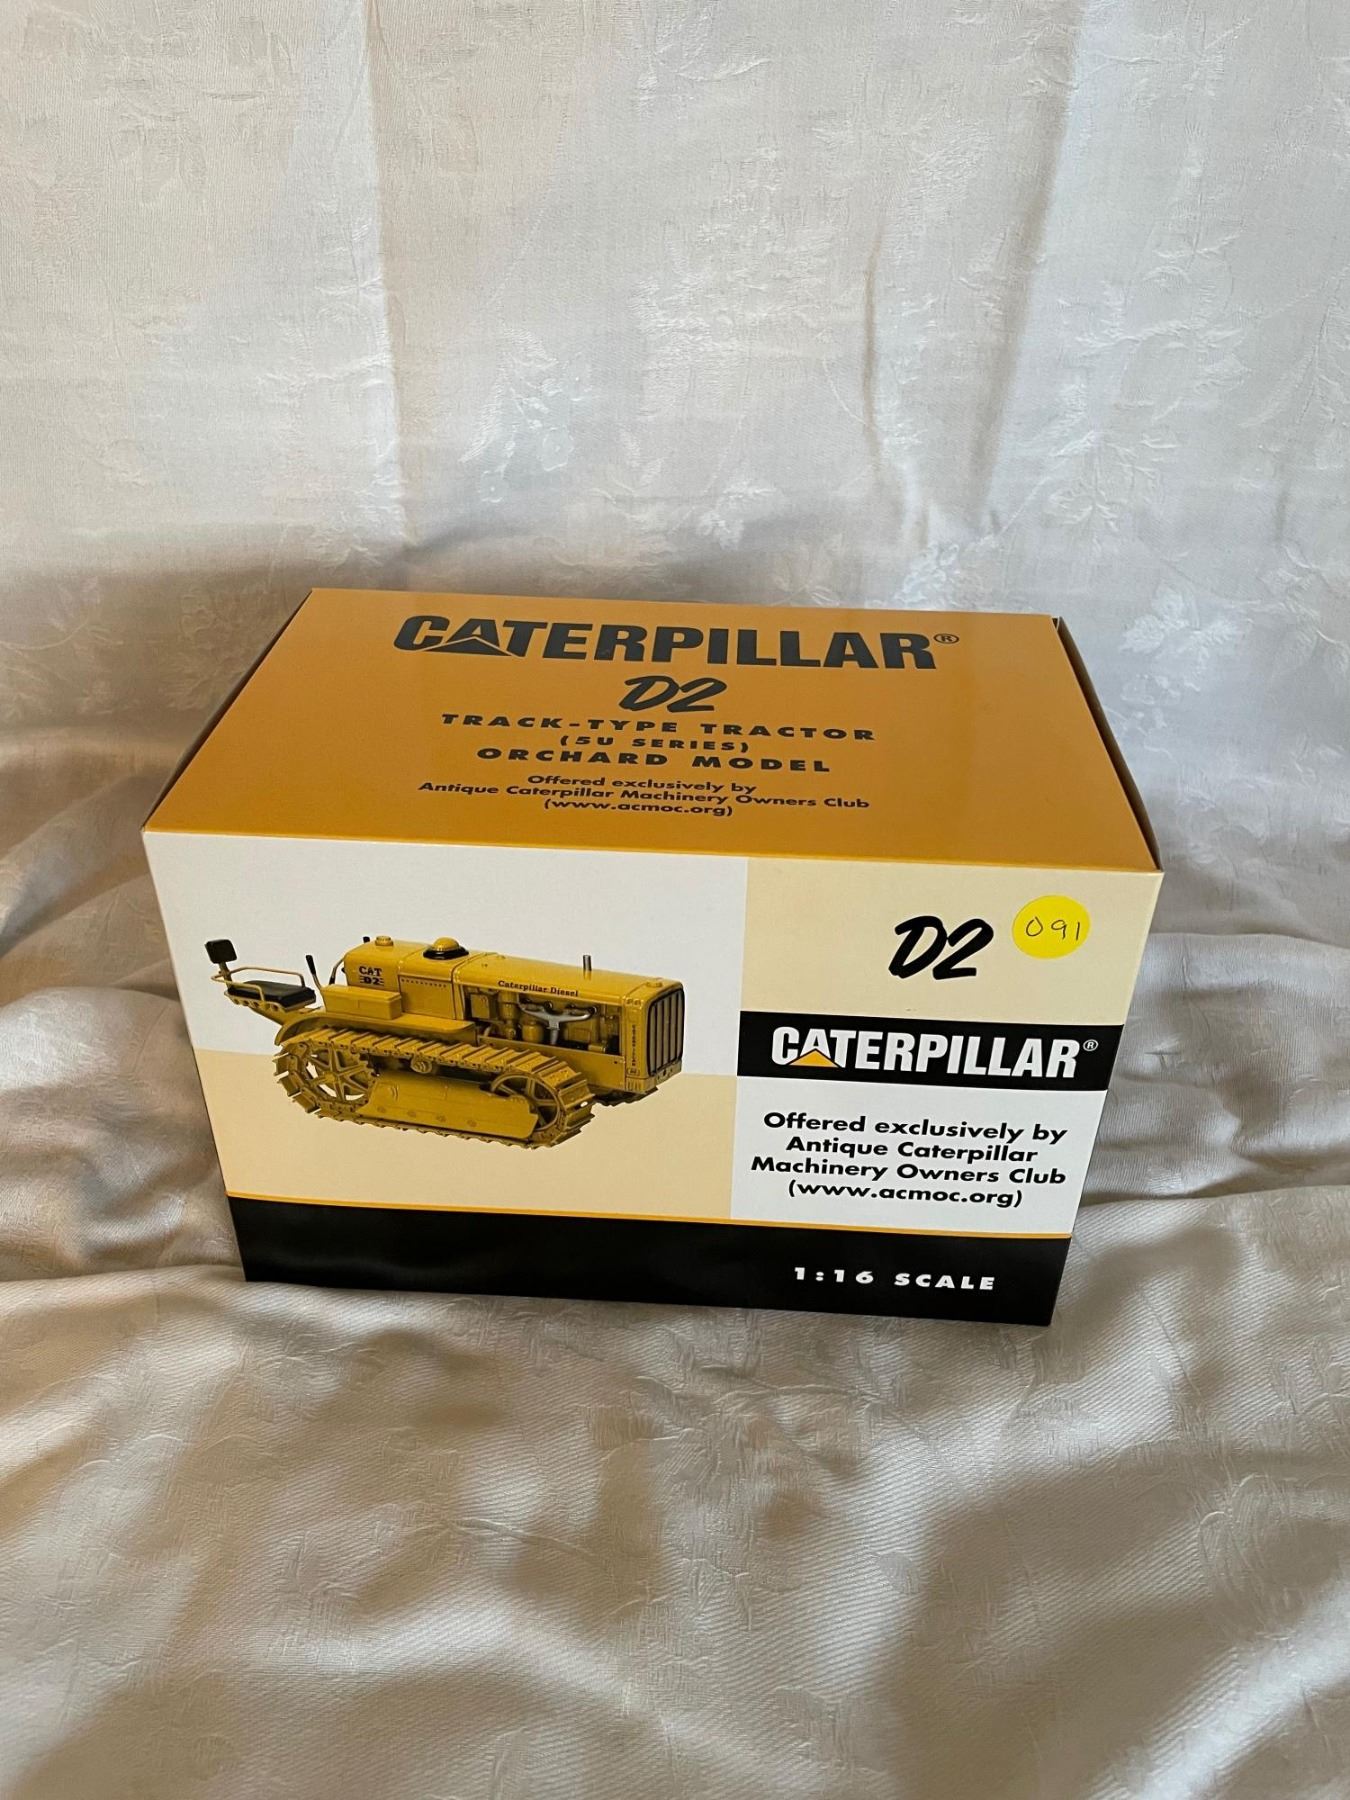 CATERPILLAR®
D2
TRACK-TYPE TRACTOR
(5U SERIES)
ORCHARD MODEL
Offered exclusively by
Antique Caterpillar Machinery Owners Club
(www.acmoc.org)
CAT
D2
Caterpillar Diesel
CATERPILLAR
D2
091
CATERPILLAR®
Offered exclusively by
Antique Caterpillar
Machinery Owners Club
(www.acmoc.org)
1:16 SCALE